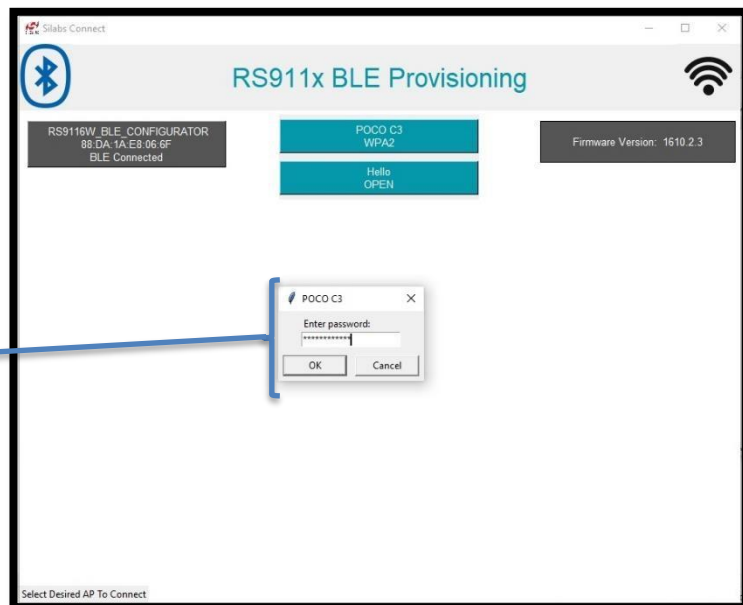 Silabs Connect
RS911x BLE Provisioning
RS9116W_BLE_CONFIGURATOR
88:DA:1A:E8:06:6F
BLE Connected
POCO C3
WPA2
Hello
OPEN
Firmware Version: 1610.2.3
POCO C3
Enter password:
************
OK
Cancel
Select Desired AP To Connect